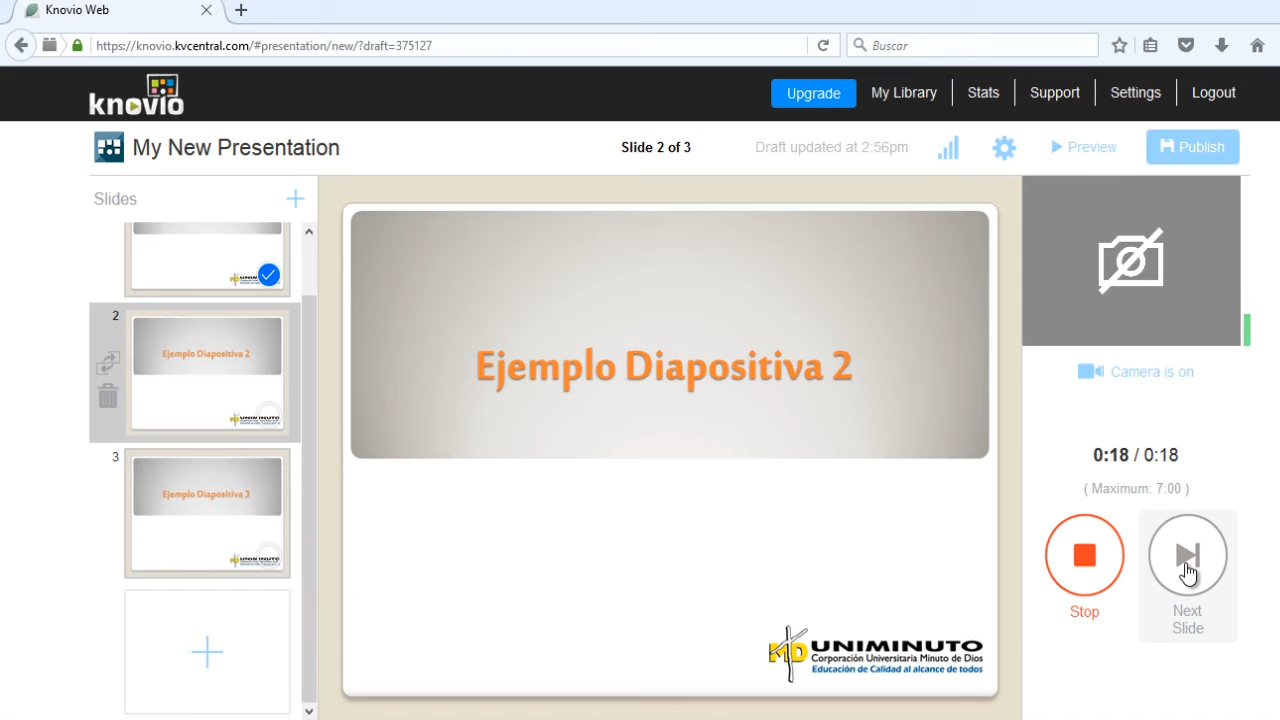 Knovio Web
https://knovio.kvcentral.com/#presentation/new/?draft=375127
Buscar
knovio
Upgrade
My Library
Stats
Support
Settings
Logout
My New Presentation
Slide 2 of 3
Draft updated at 2:56pm
Preview
Publish
Slides
2
Ejemplo Diapositiva 2
3
Ejemplo Diapositiva 3
UNIMINUTO
Ejemplo Diapositiva 2
MD UNIMINUTO
Corporación Universitaria Minuto de Dios
Educación de Calidad al alcance de todos
Camera is on
0:18 / 0:18
( Maximum: 7:00 )
Stop
Next
Slide